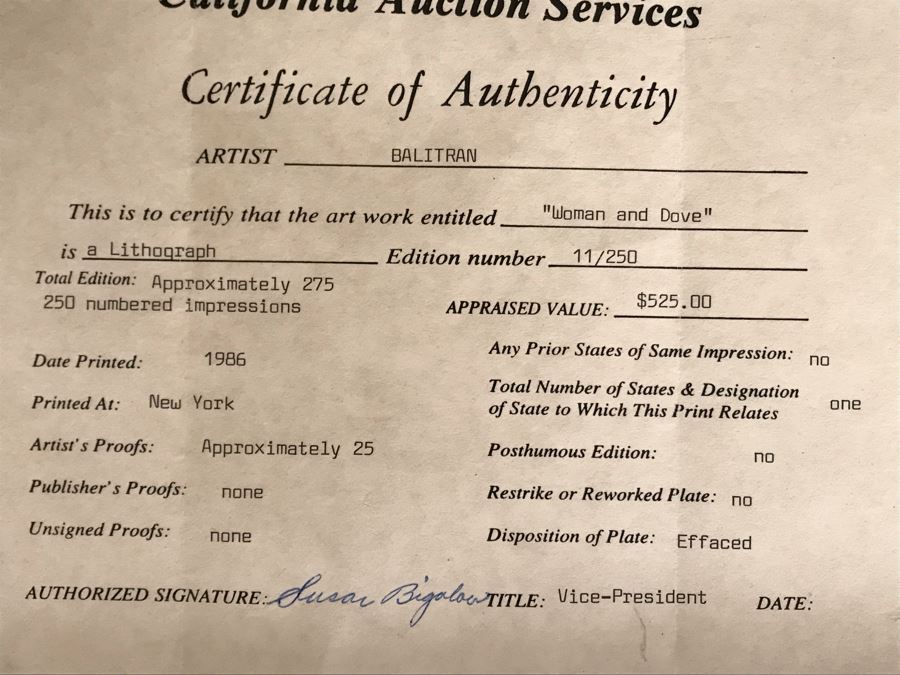 California Auction Services
Certificate of Authenticity
ARTIST BALITRAN
This is to certify that the art work entitled "Woman and Dove"
is a Lithograph Edition number 11/250
Total Edition: Approximately 275
250 numbered impressions
APPRAISED VALUE: $525.00
Date Printed: 1986
Any Prior States of Same Impression: no
Printed At: New York
Total Number of States & Designation
of State to Which This Print Relates one
Artist's Proofs: Approximately 25
Posthumous Edition: no
Publisher's Proofs: none
Restrike or Reworked Plate: no
Unsigned Proofs: none
Disposition of Plate: Effaced
AUTHORIZED SIGNATURE: Susan Bigalow TITLE: Vice-President DATE: